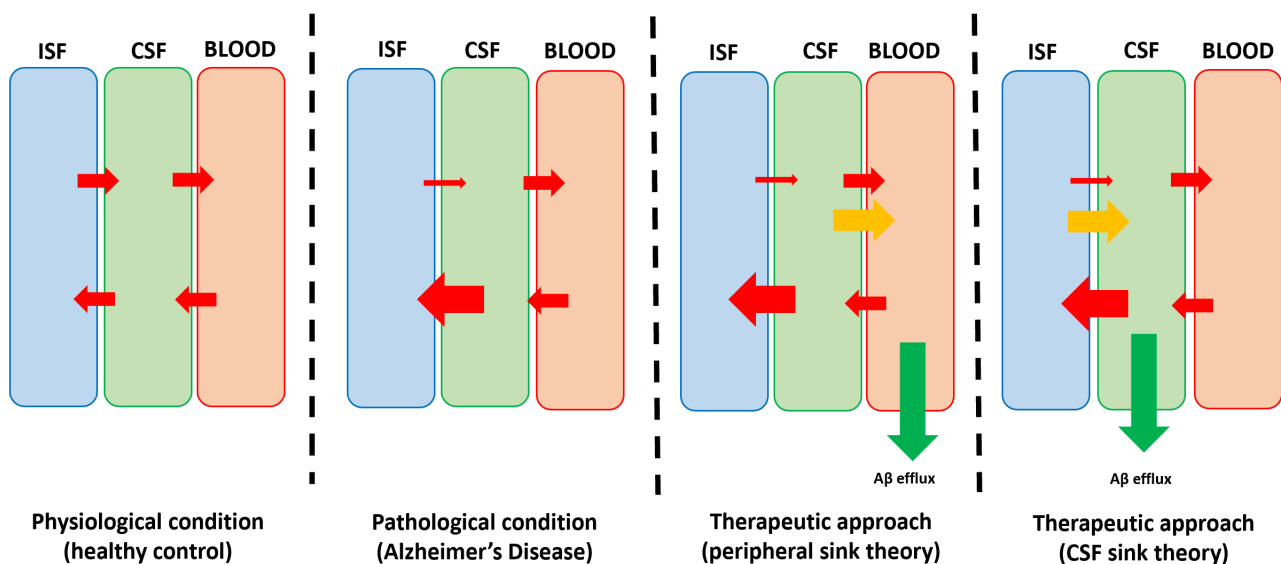 ISF CSF BLOOD
ISF CSF BLOOD
ISF CSF BLOOD
ISF CSF BLOOD
Aβ efflux
Aβ efflux
Physiological condition
(healthy control)
Pathological condition
(Alzheimer's Disease)
Therapeutic approach
(peripheral sink theory)
Therapeutic approach
(CSF sink theory)